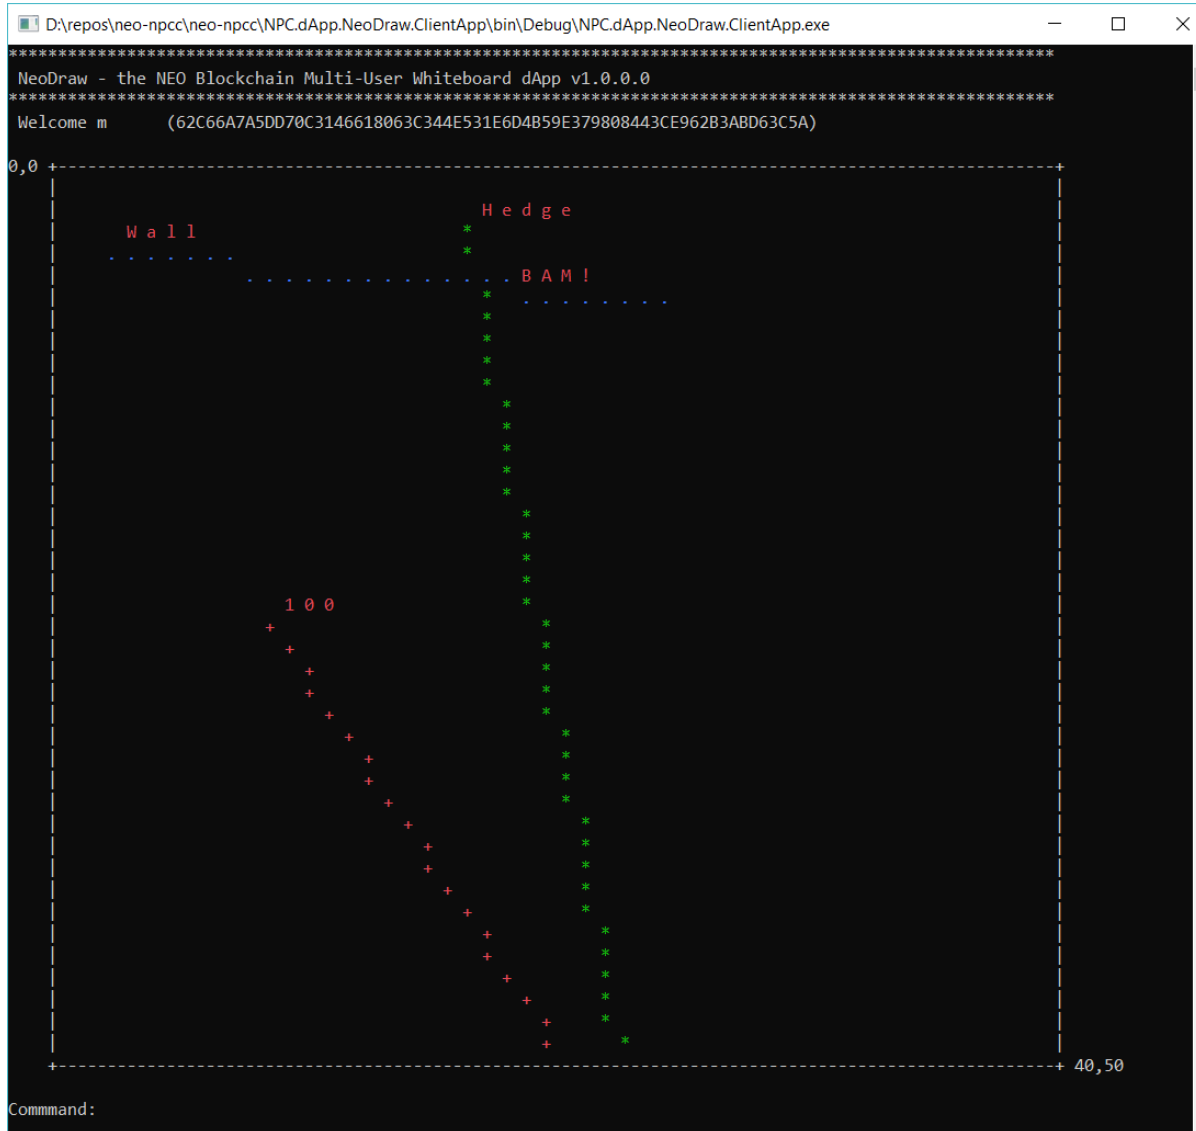 D:\repos\neo-npcc\neo-npcc\NPC.dApp.NeoDraw.ClientApp\bin\Debug\NPC.dApp.NeoDraw.ClientApp.exe
NeoDraw - the NEO Blockchain Multi-User Whiteboard dApp v1.0.0.0
Welcome m (62C66A7A5DD70C3146618063C344E531E6D4B59E379808443CE962B3ABD63C5A)
0,0
H e d g e
W a l l
B A M !
1 0 0
40,50
Commmand: